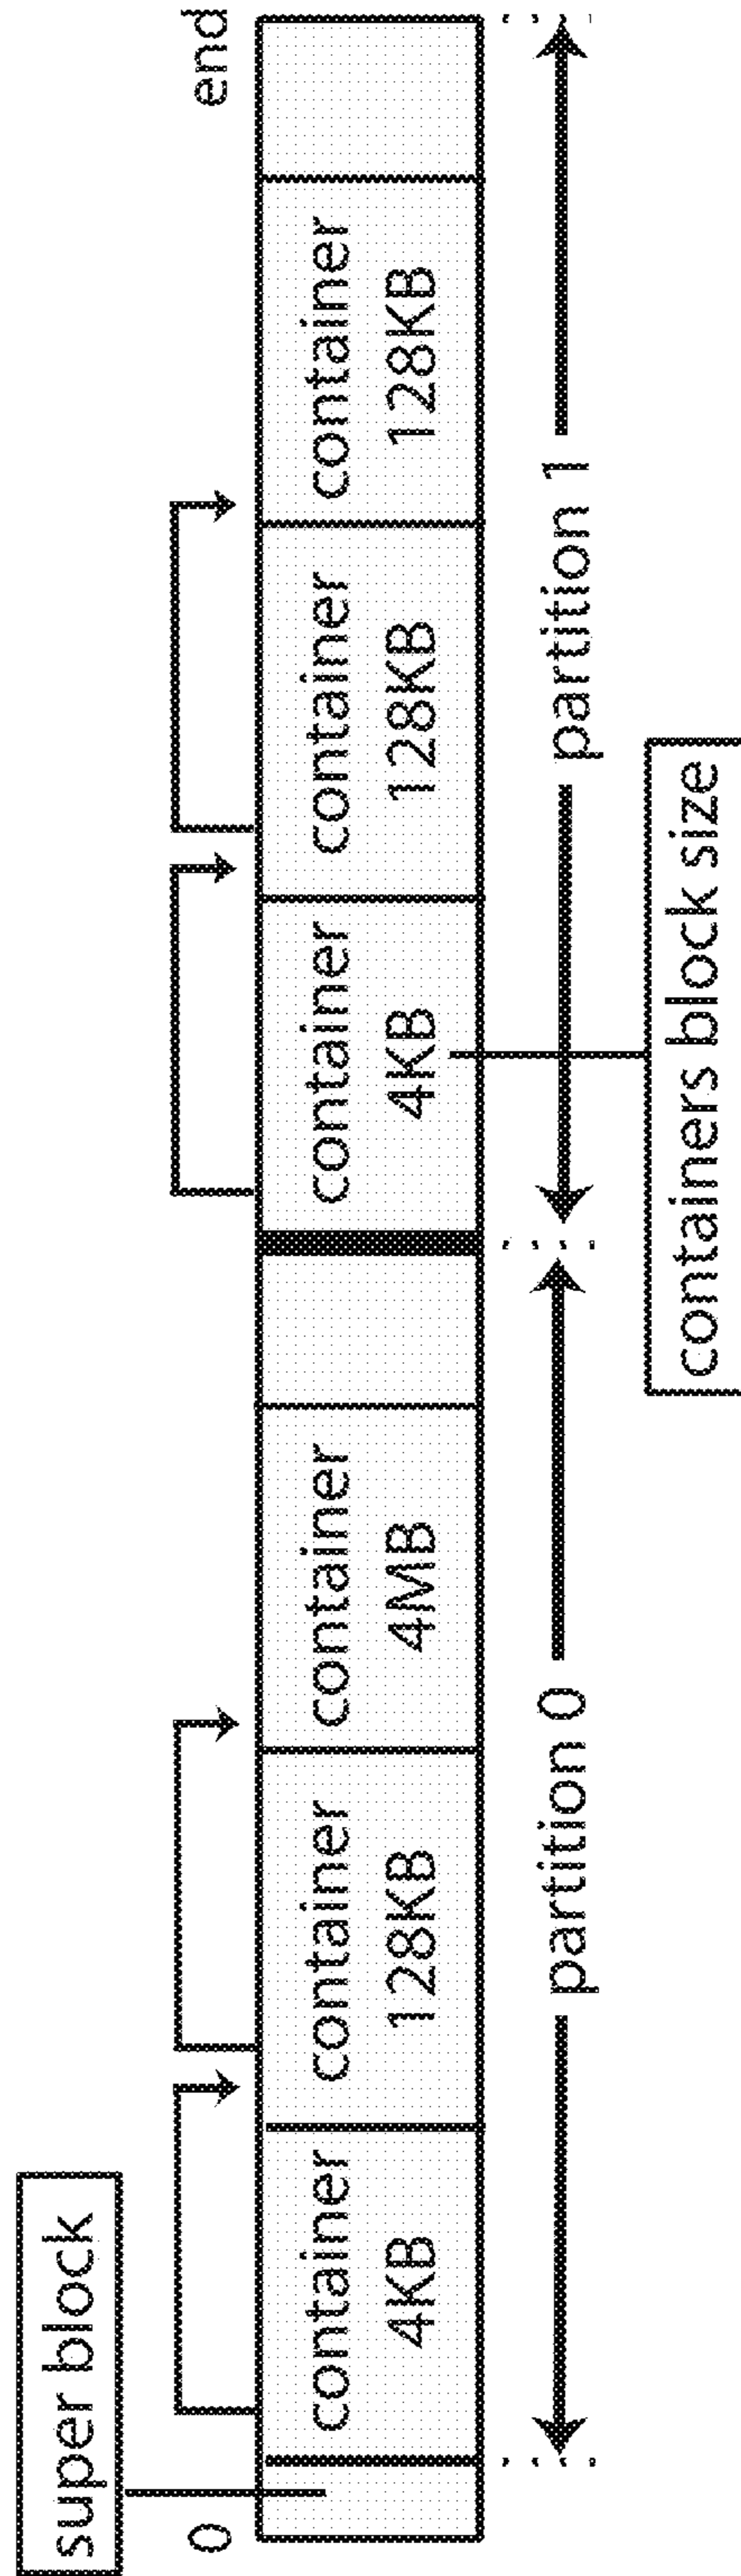 super block
0
end
container
4KB
container
128KB
container
4MB
container
4KB
container
128KB
container
128KB
partition 0
partition 1
containers block size